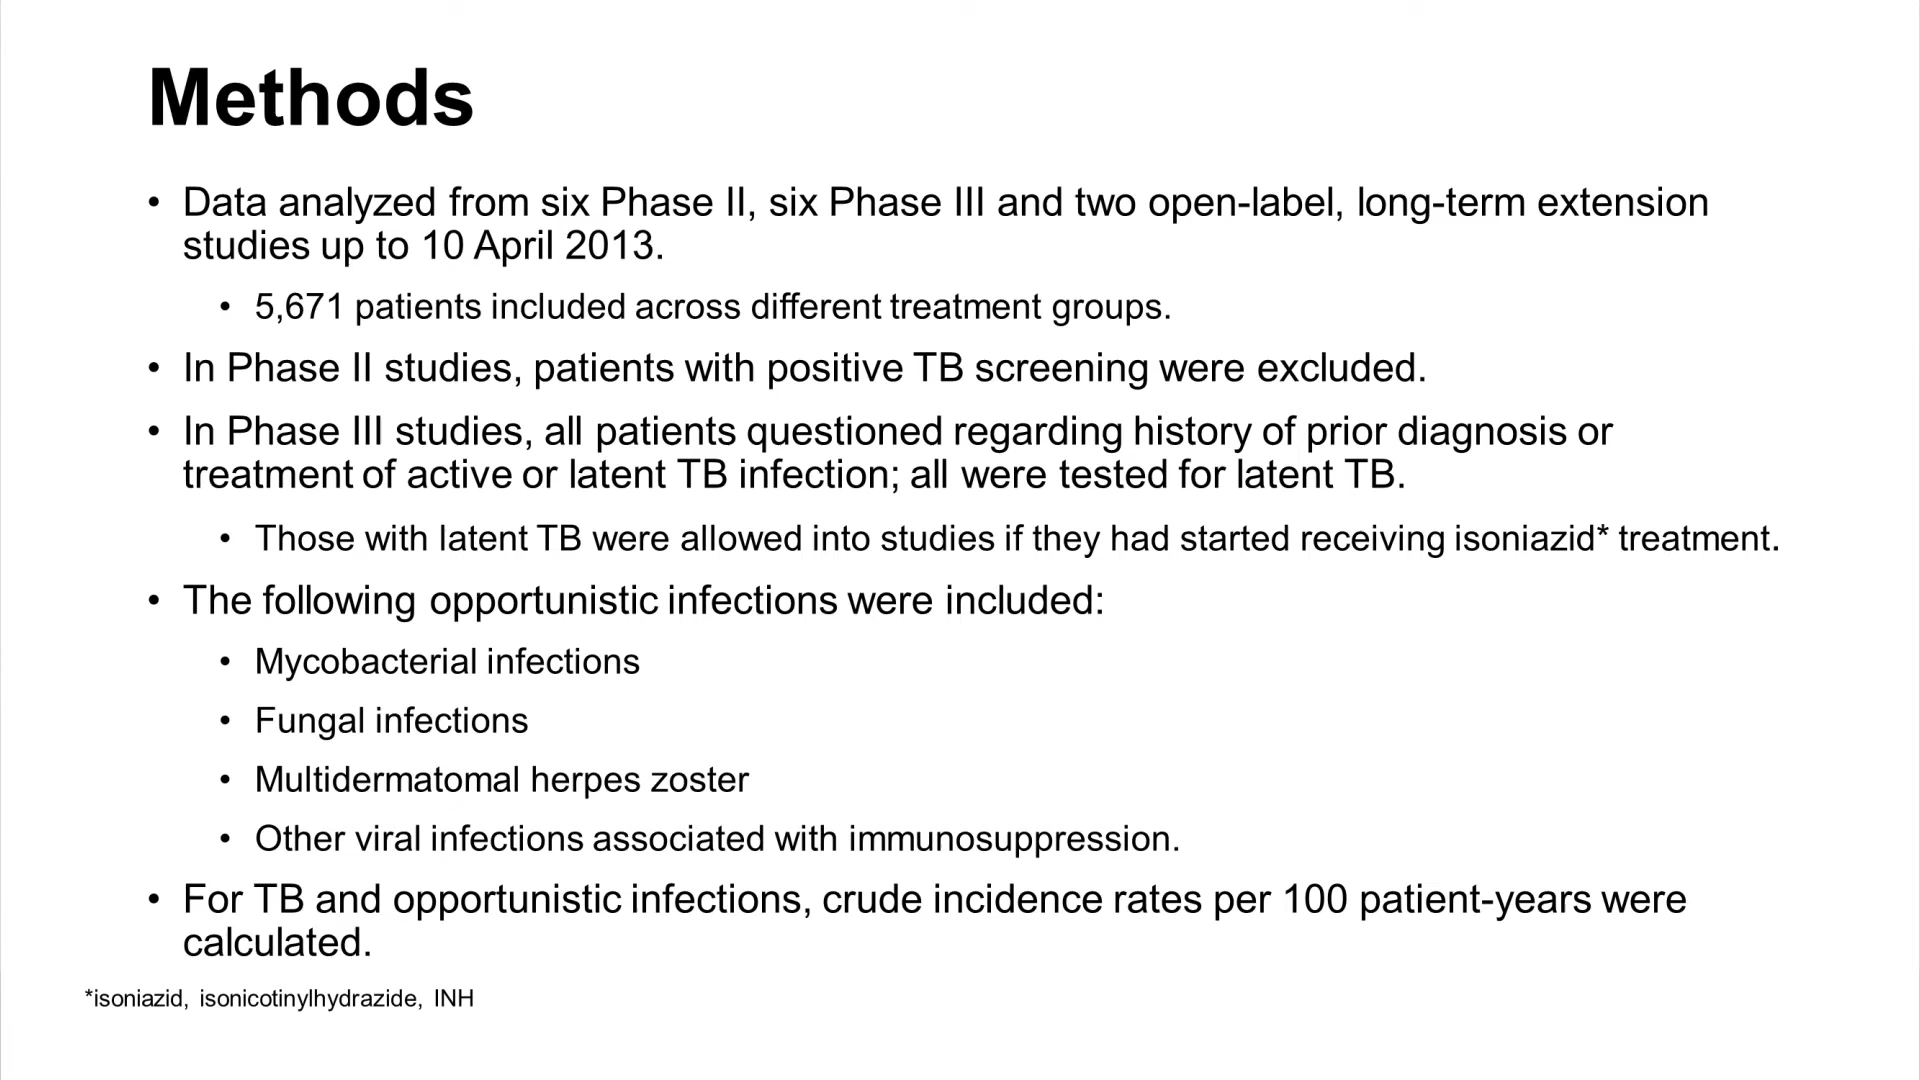 Methods
• Data analyzed from six Phase II, six Phase III and two open-label, long-term extension
studies up to 10 April 2013.
• 5,671 patients included across different treatment groups.
• In Phase II studies, patients with positive TB screening were excluded.
• In Phase III studies, all patients questioned regarding history of prior diagnosis or
treatment of active or latent TB infection; all were tested for latent TB.
• Those with latent TB were allowed into studies if they had started receiving isoniazid* treatment.
• The following opportunistic infections were included:
• Mycobacterial infections
• Fungal infections
• Multidermatomal herpes zoster
• Other viral infections associated with immunosuppression.
• For TB and opportunistic infections, crude incidence rates per 100 patient-years were
calculated.
*isoniazid, isonicotinylhydrazide, INH